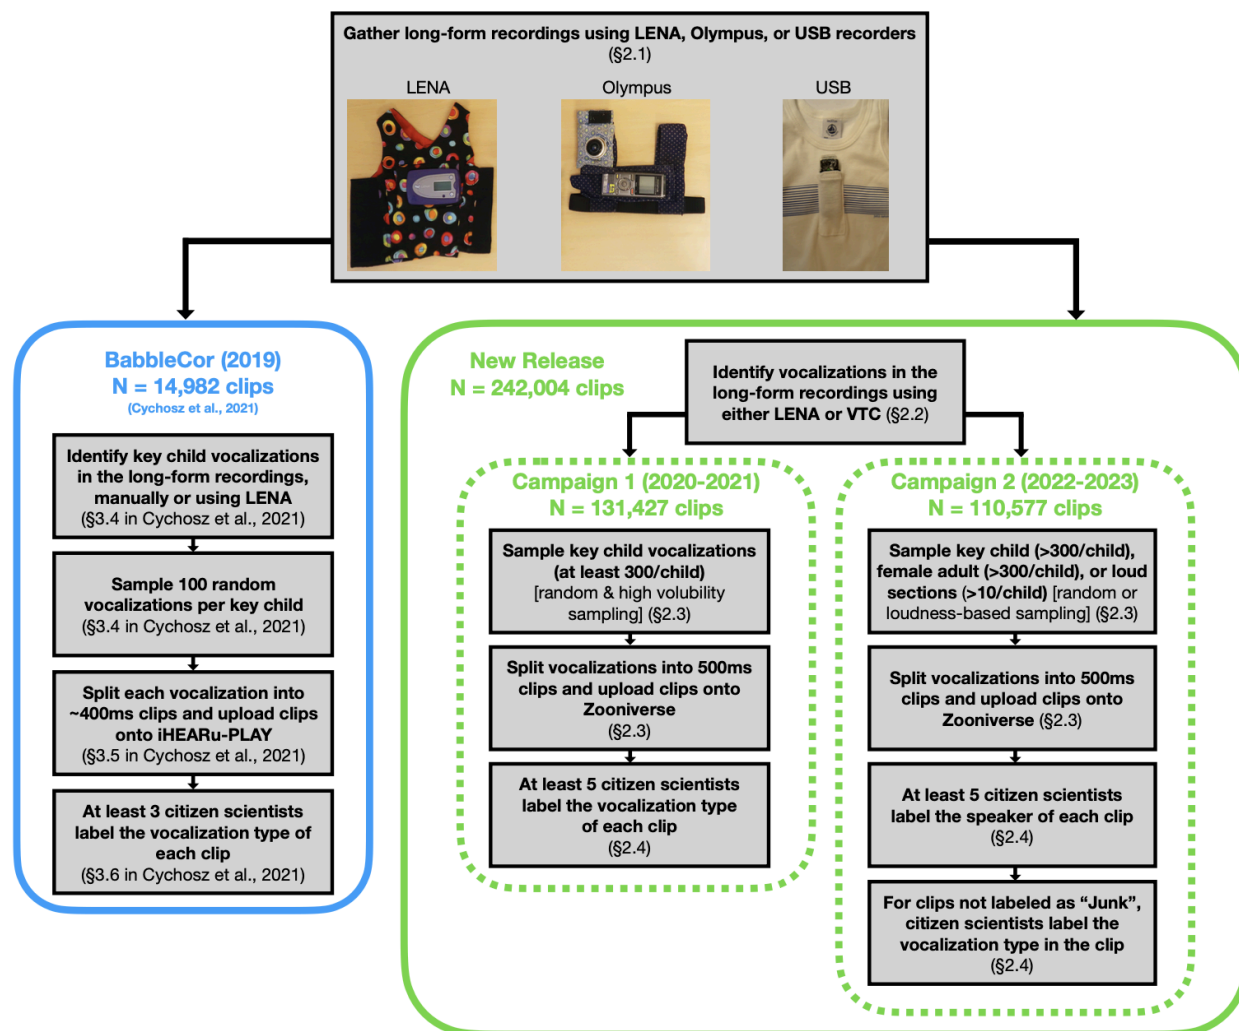 Gather long-form recordings using LENA, Olympus, or USB recorders
(§2.1)
LENA
Olympus
USB
BabbleCor (2019)
N = 14,982 clips
(Cychosz et al., 2021)
Identify key child vocalizations
in the long-form recordings,
manually or using LENA
(§3.4 in Cychosz et al., 2021)
Sample 100 random
vocalizations per key child
(§3.4 in Cychosz et al., 2021)
Split each vocalization into
~400ms clips and upload clips
onto iHEARu-PLAY
(§3.5 in Cychosz et al., 2021)
At least 3 citizen scientists
label the vocalization type of
each clip
(§3.6 in Cychosz et al., 2021)
New Release
N = 242,004 clips
Identify vocalizations in the
long-form recordings using
either LENA or VTC (§2.2)
Campaign 1 (2020-2021)
N = 131,427 clips
Sample key child vocalizations
(at least 300/child)
[random & high volubility
sampling] (§2.3)
Split vocalizations into 500ms
clips and upload clips onto
Zooniverse
(§2.3)
At least 5 citizen scientists
label the vocalization type
of each clip
(§2.4)
Campaign 2 (2022-2023)
N = 110,577 clips
Sample key child (>300/child),
female adult (>300/child), or loud
sections (>10/child) [random or
loudness-based sampling] (§2.3)
Split vocalizations into 500ms
clips and upload clips onto
Zooniverse (§2.3)
At least 5 citizen scientists
label the speaker of each clip
(§2.4)
For clips not labeled as “Junk”,
citizen scientists label the
vocalization type in the clip
(§2.4)